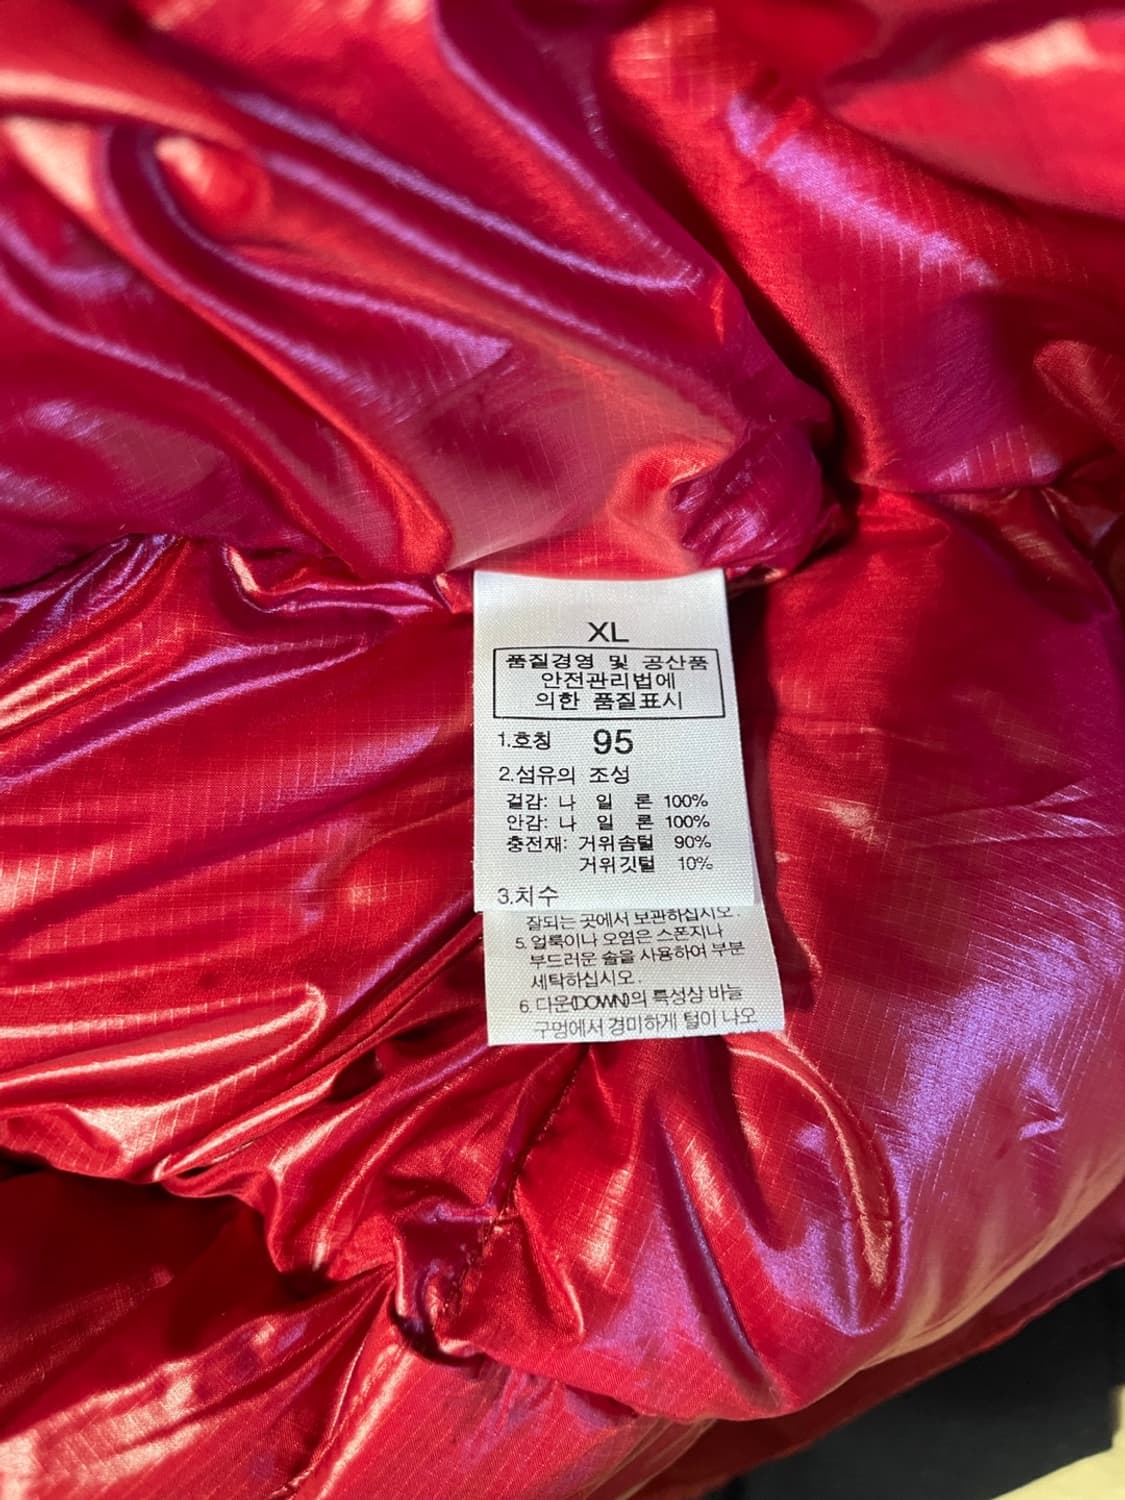 XL
품질경영 및 공산품
안전관리법에
의한 품질표시
1.호칭 95
2.섬유의 조성
겉감: 나 일 론 100%
안감: 나 일 론 100%
충전재: 거위솜털 90%
거위깃털 10%
3.치수
잘되는 곳에서 보관하십시오.
5. 얼룩이나 오염은 스폰지나
부드러운 솔을 사용하여 부분
세탁하십시오.
6. 다운(DOWN)의 특성상 바늘
구멍에서 경미하게 털이 나오